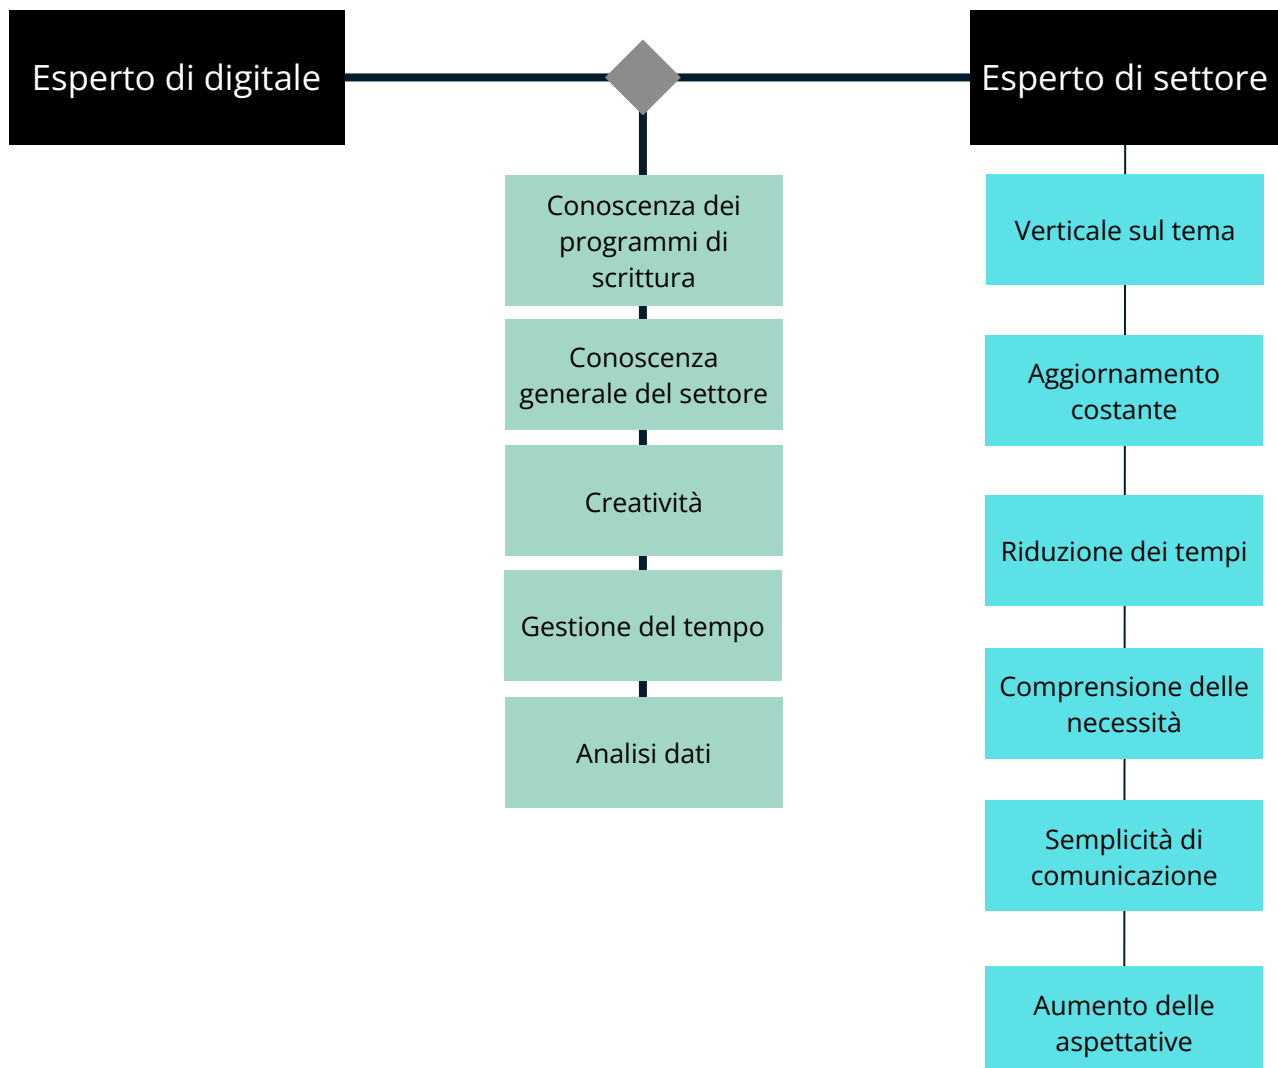 Esperto di digitale
Esperto di settore
Conoscenza dei
programmi di
scrittura
Conoscenza
generale del settore
Creatività
Gestione del tempo
Analisi dati
Verticale sul tema
Aggiornamento
costante
Riduzione dei tempi
Comprensione delle
necessità
Semplicità di
comunicazione
Aumento delle
aspettative